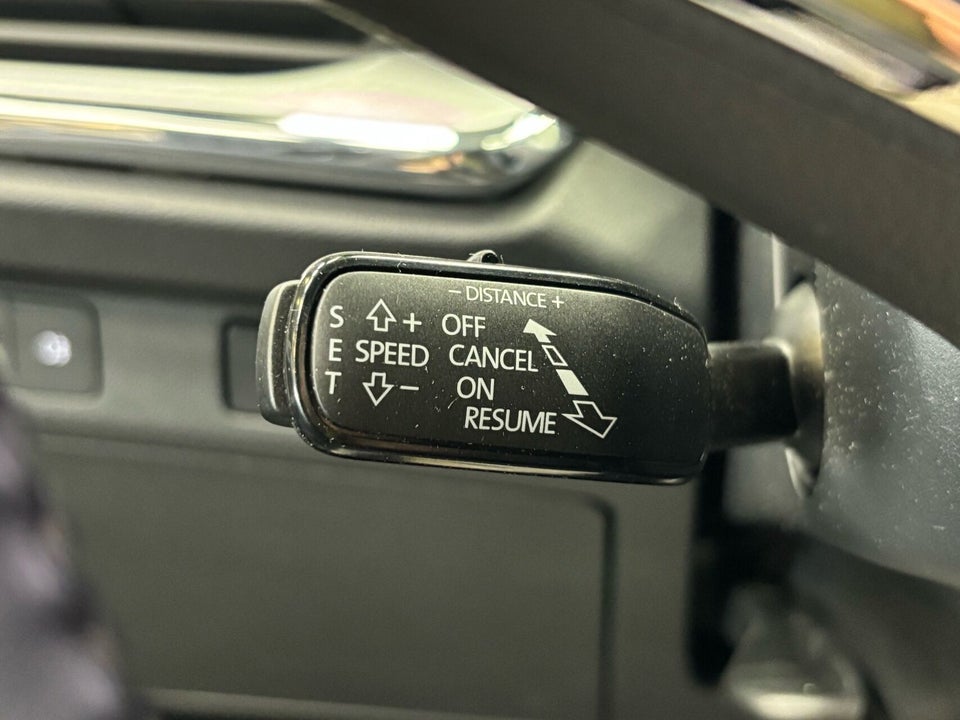 − DISTANCE +
S + OFF
E SPEED CANCEL
T − ON
RESUME